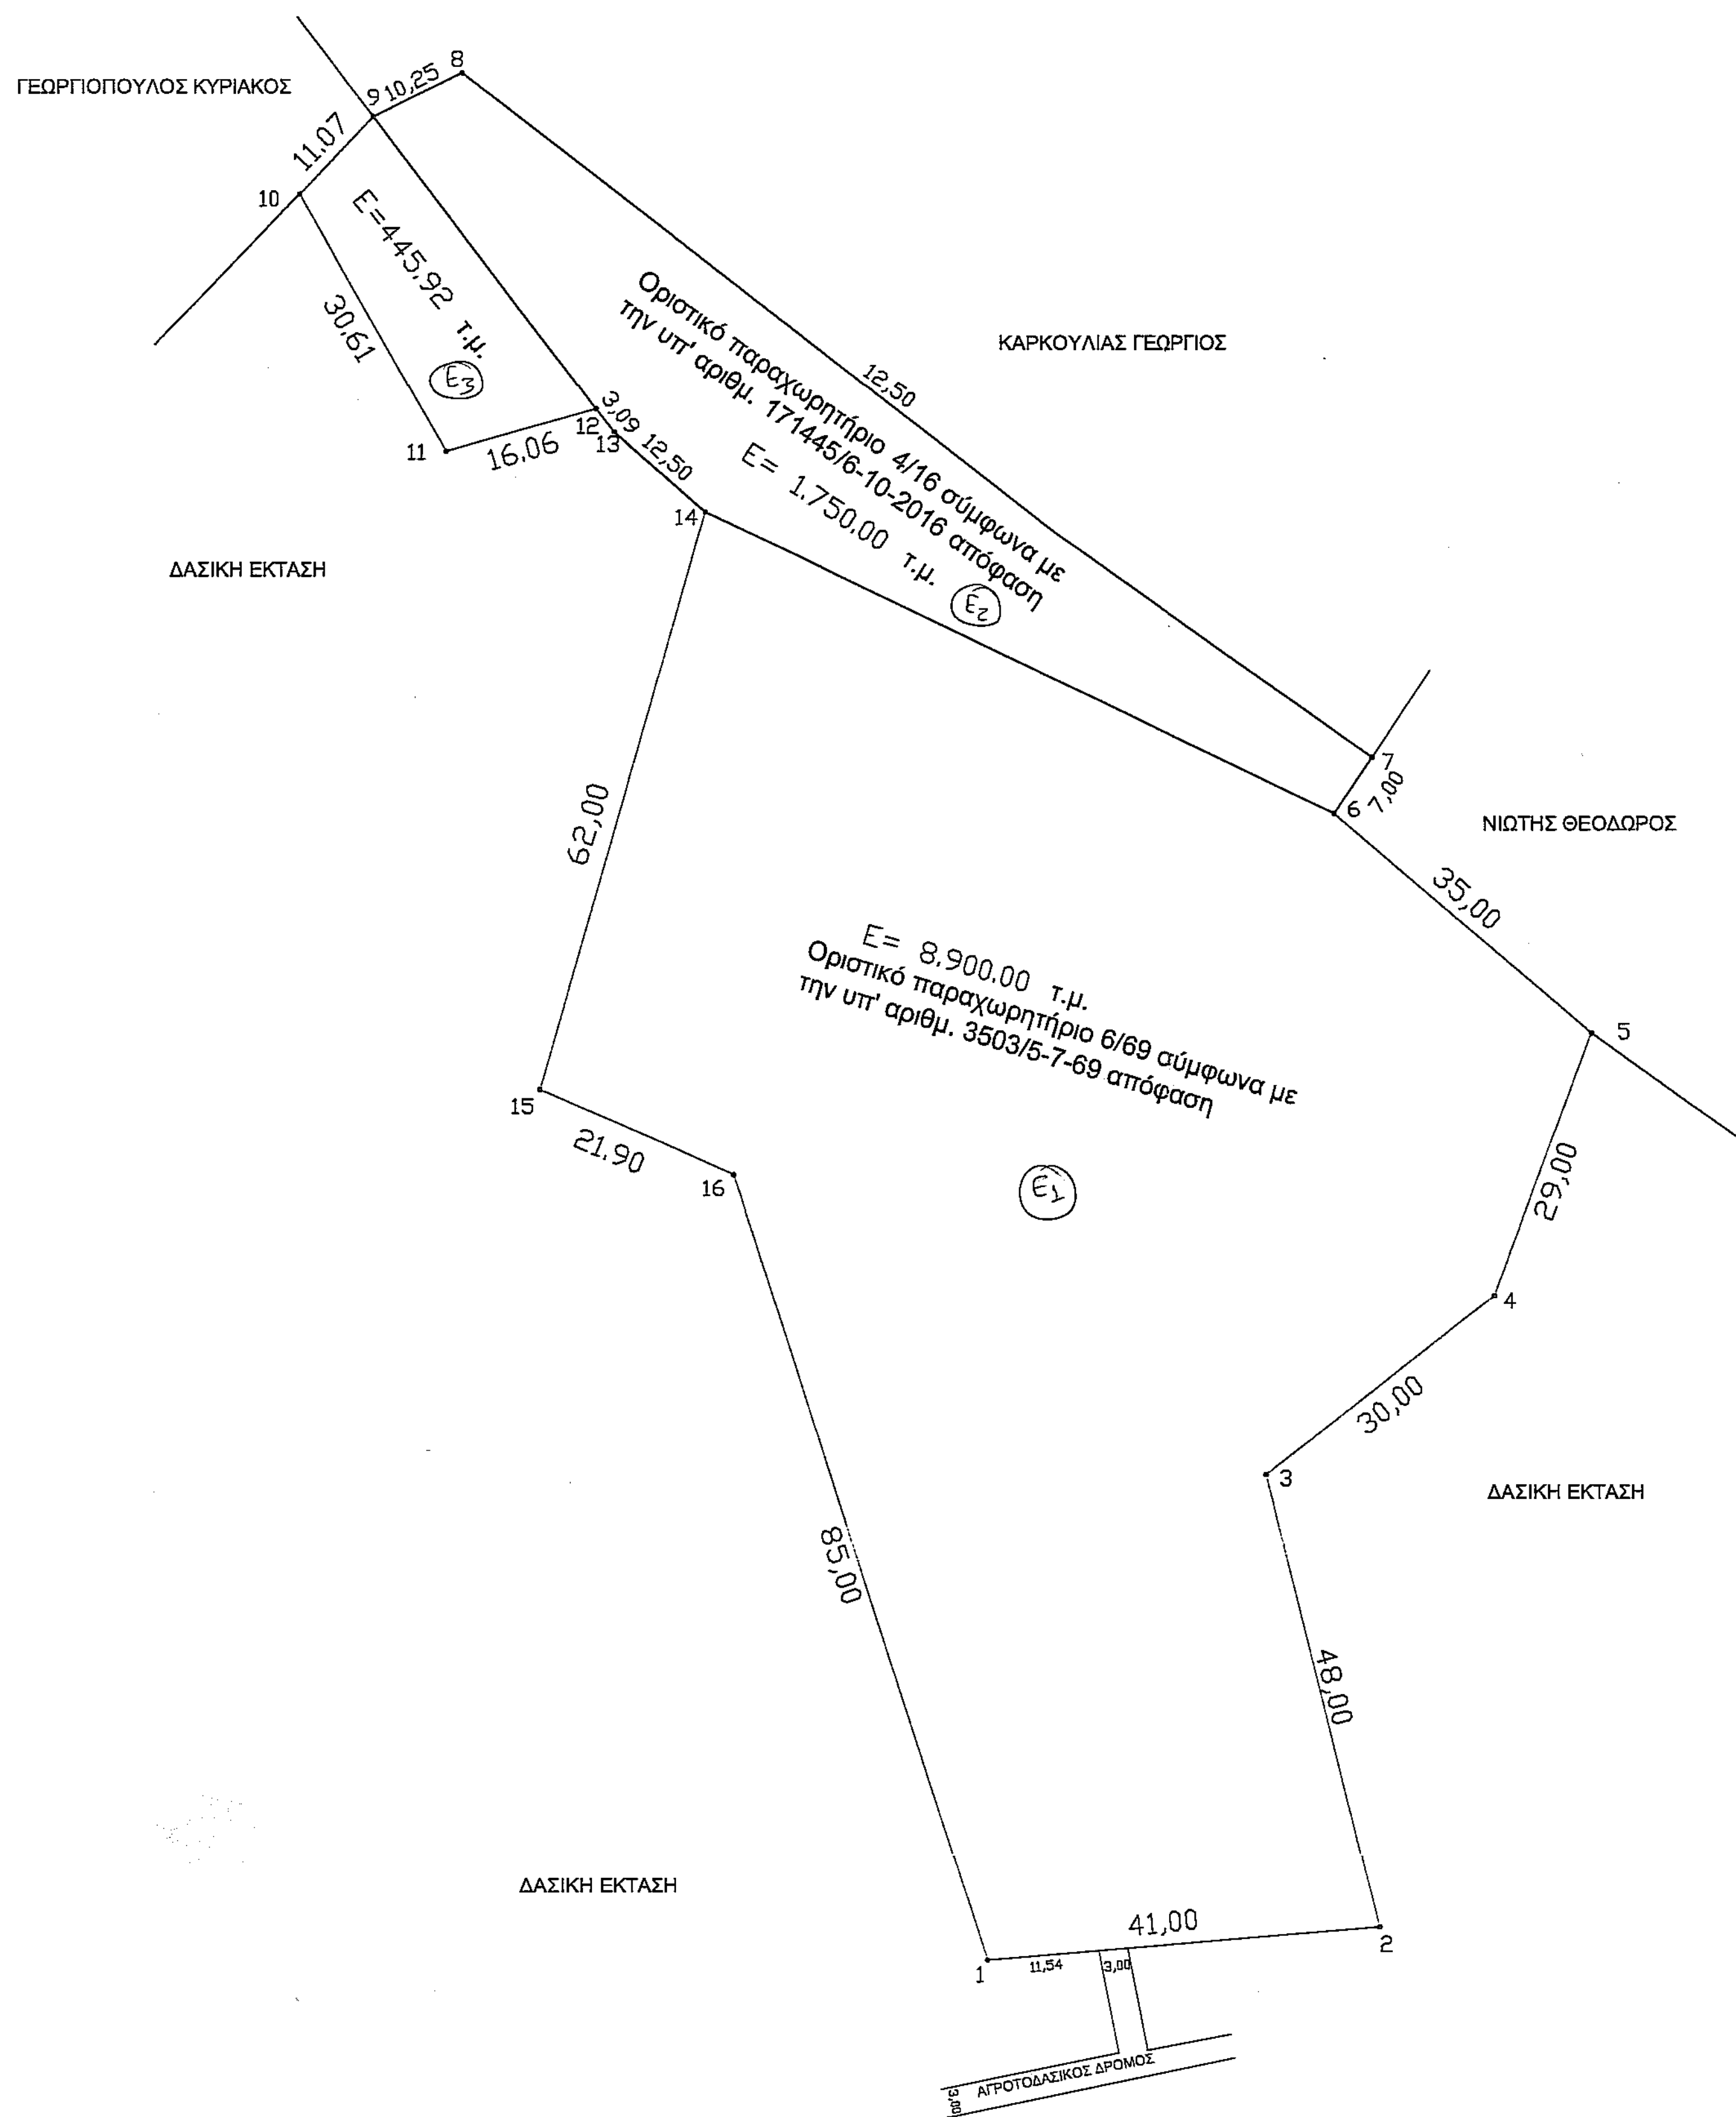 8
ΓΕΩΡΓΙΟΠΟΥΛΟΣ ΚΥΡΙΑΚΟΣ
9
10,25
11,07
10
E=445,92 τ.μ.
E3
30,61
11
16,06
12
3,09
13
12,50
14
Οριστικό παραχωρητήριο 4/16 σύμφωνα με
την υπ' αριθμ. 171445/6-10-2016 απόφαση
E= 1.750,00 τ.μ.
E2
12,50
ΚΑΡΚΟΥΛΙΑΣ ΓΕΩΡΓΙΟΣ
ΔΑΣΙΚΗ ΕΚΤΑΣΗ
7
7,00
6
ΝΙΩΤΗΣ ΘΕΟΔΩΡΟΣ
62,00
35,00
E= 8.900,00 τ.μ.
Οριστικό παραχωρητήριο 6/69 σύμφωνα με
την υπ' αριθμ. 3503/5-7-69 απόφαση
5
15
21,90
16
E1
29,00
4
30,00
3
ΔΑΣΙΚΗ ΕΚΤΑΣΗ
85,00
48,00
ΔΑΣΙΚΗ ΕΚΤΑΣΗ
41,00
2
1
11,54
3,00
ΑΓΡΟΤΟΔΑΣΙΚΟΣ ΔΡΟΜΟΣ
3,00